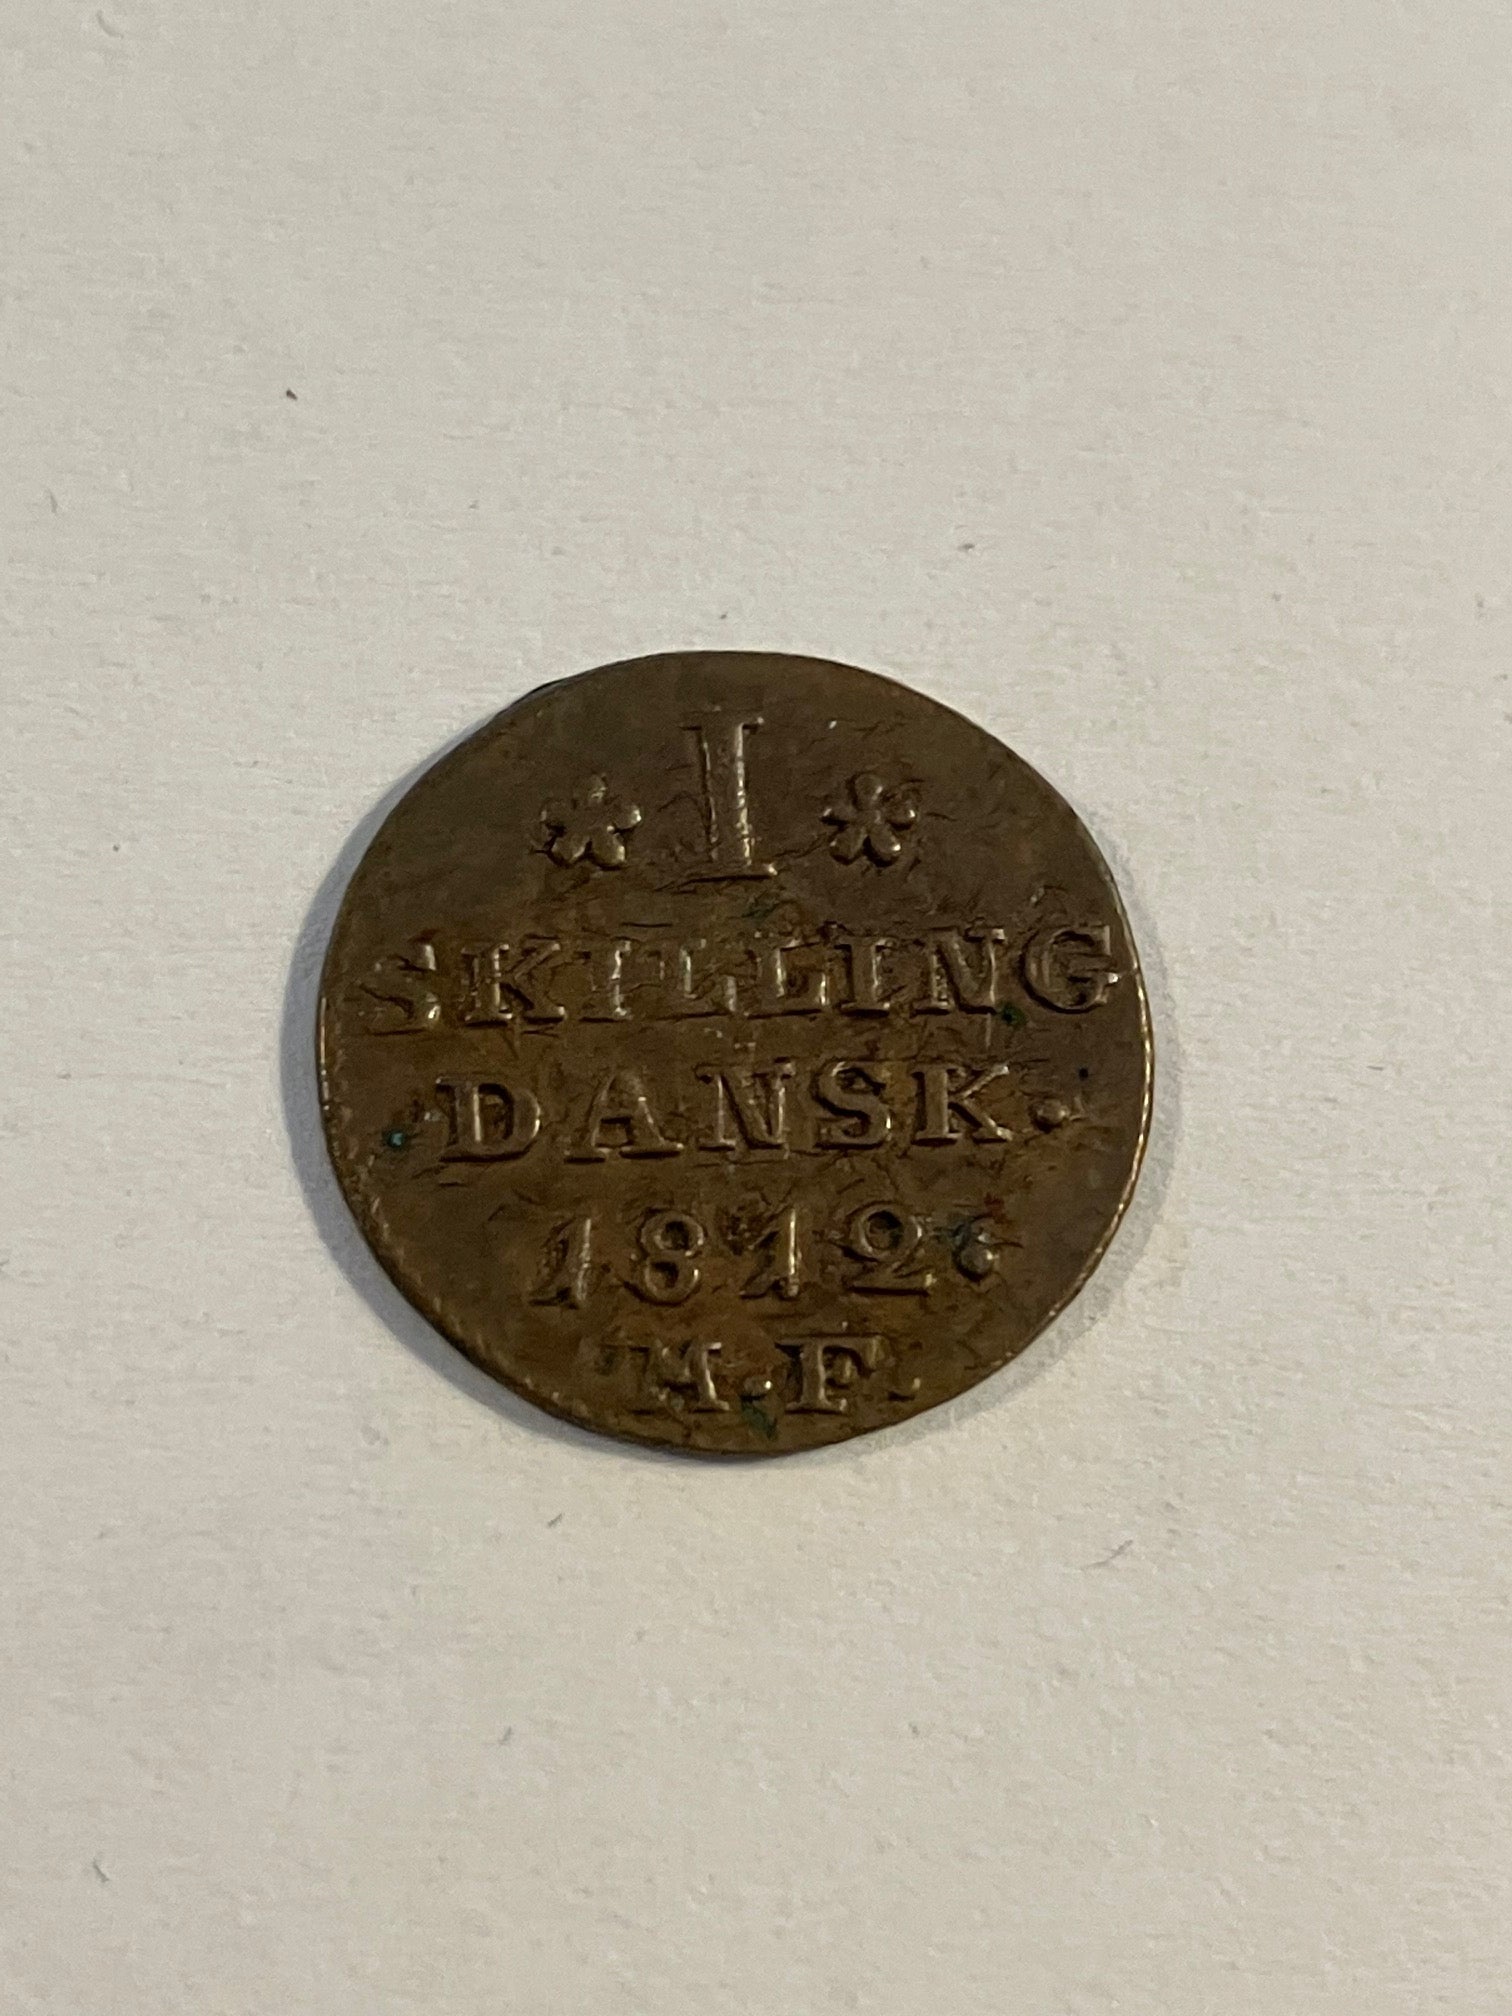 I
SKILLING
DANSK.
1812.
M.F.